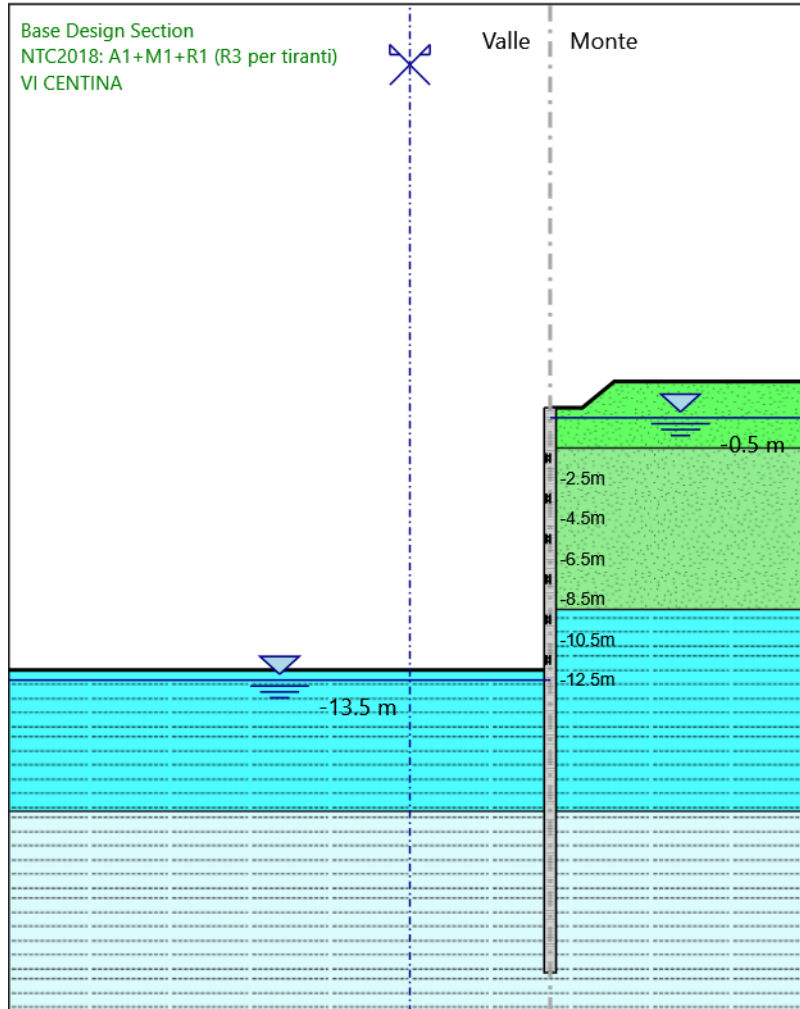 Base Design Section
NTC2018: A1+M1+R1 (R3 per tiranti)
VI CENTINA
Valle
Monte
-0.5 m
-2.5m
-4.5m
-6.5m
-8.5m
-10.5m
-12.5m
-13.5 m